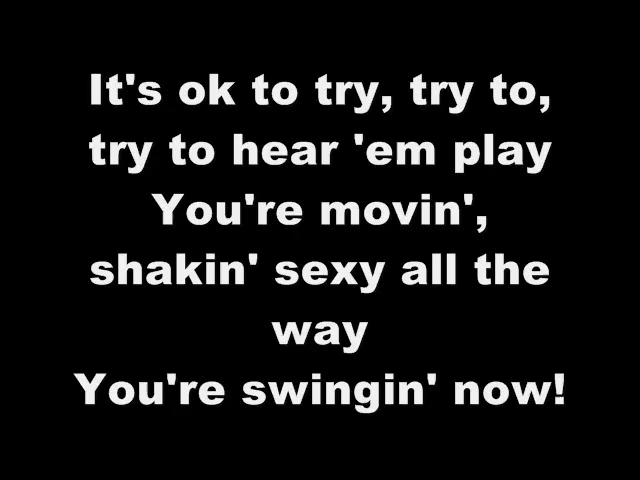 It's ok to try, try to,
try to hear 'em play
You're movin',
shakin' sexy all the
way
You're swingin' now!